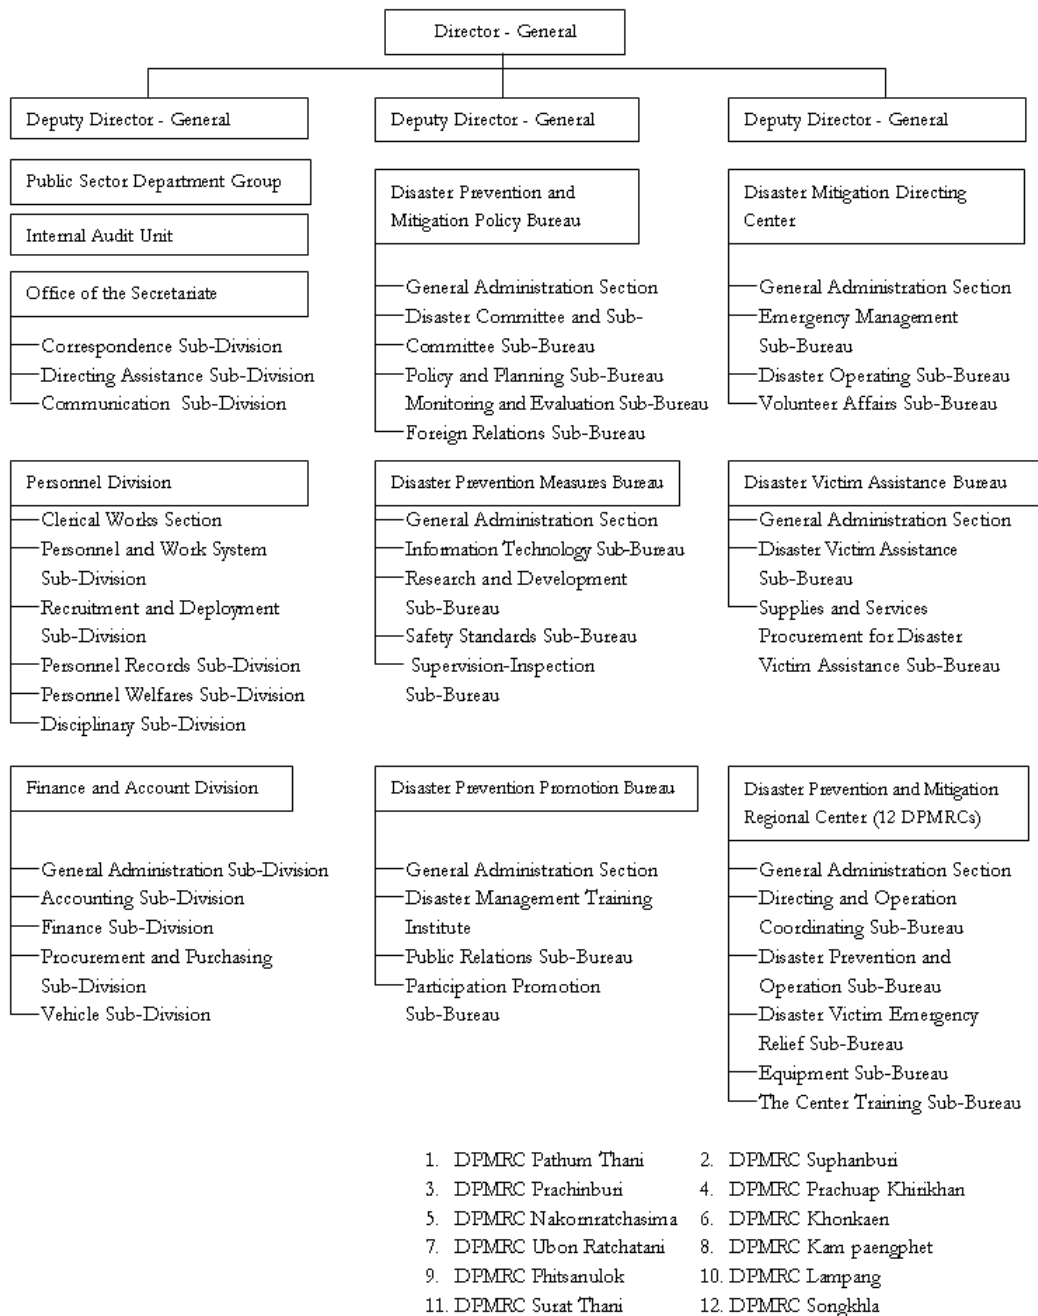 Director - General
Deputy Director - General
Public Sector Department Group
Internal Audit Unit
Office of the Secretariate
Correspondence Sub-Division
Directing Assistance Sub-Division
Communication Sub-Division
Personnel Division
Clerical Works Section
Personnel and Work System
Sub-Division
Recruitment and Deployment
Sub-Division
Personnel Records Sub-Division
Personnel Welfares Sub-Division
Disciplinary Sub-Division
Finance and Account Division
General Administration Sub-Division
Accounting Sub-Division
Finance Sub-Division
Procurement and Purchasing
Sub-Division
Vehicle Sub-Division
Deputy Director - General
Disaster Prevention and
Mitigation Policy Bureau
General Administration Section
Disaster Committee and Sub-
Committee Sub-Bureau
Policy and Planning Sub-Bureau
Monitoring and Evaluation Sub-Bureau
Foreign Relations Sub-Bureau
Disaster Prevention Measures Bureau
General Administration Section
Information Technology Sub-Bureau
Research and Development
Sub-Bureau
Safety Standards Sub-Bureau
Supervision-Inspection
Sub-Bureau
Disaster Prevention Promotion Bureau
General Administration Section
Disaster Management Training
Institute
Public Relations Sub-Bureau
Participation Promotion
Sub-Bureau
Deputy Director - General
Disaster Mitigation Directing
Center
General Administration Section
Emergency Management
Sub-Bureau
Disaster Operating Sub-Bureau
Volunteer Affairs Sub-Bureau
Disaster Victim Assistance Bureau
General Administration Section
Disaster Victim Assistance
Sub-Bureau
Supplies and Services
Procurement for Disaster
Victim Assistance Sub-Bureau
Disaster Prevention and Mitigation
Regional Center (12 DPMRCs)
General Administration Section
Directing and Operation
Coordinating Sub-Bureau
Disaster Prevention and
Operation Sub-Bureau
Disaster Victim Emergency
Relief Sub-Bureau
Equipment Sub-Bureau
The Center Training Sub-Bureau
1. DPMRC Pathum Thani
2. DPMRC Suphanburi
3. DPMRC Prachinburi
4. DPMRC Prachuap Khirikhan
5. DPMRC Nakornratchasima
6. DPMRC Khonkaen
7. DPMRC Ubon Ratchatani
8. DPMRC Kam paengphet
9. DPMRC Phitsanulok
10. DPMRC Lampang
11. DPMRC Surat Thani
12. DPMRC Songkhla